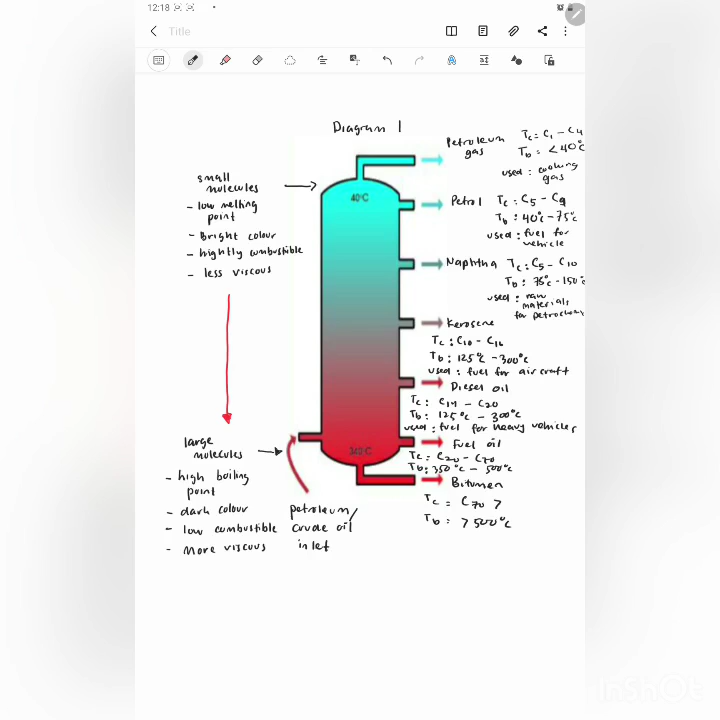 12:18
Title
Diagram 1
small
molecules
- low melting
point
- Bright colour
- hightly combustible
- less viscous
large
molecules
- high boiling
point
- dark colour
- low combustible
- More viscous
40°C
petroleum/
crude oil
inlet
Petroleum
gas
Tc = C1 - C4
Tb = <40°C
used : cooking
gas
Petrol
Tc = C5 - C9
Tb : 40°C - 75°C
used : fuel for
vehicle
Naphtha
Tc : C5 - C10
Tb : 75°C - 150°C
used : raw
materials
for petrochem
Kerosene
Tc : C10 - C16
Tb : 125°C - 300°C
used : fuel for air craft
Diesel oil
Tc : C14 - C20
Tb : 125°C - 300°C
used : fuel for heavy vehicles
Fuel oil
Tc : C20 - C70
Tb : 350°C - 500°C
Bitumen
Tc = C70 >
Tb = > 500°C
InShOt